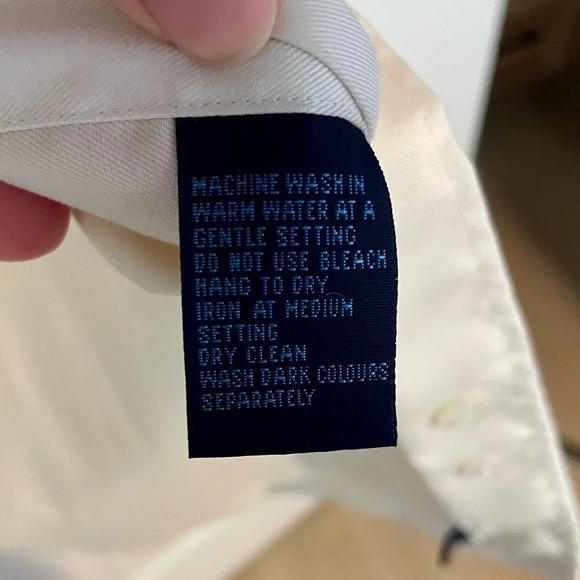 MACHINE WASH IN
WARM WATER AT A
GENTLE SETTING
DO NOT USE BLEACH
HANG TO DRY
IRON AT MEDIUM
SETTING
DRY CLEAN
WASH DARK COLOURS
SEPARATELY